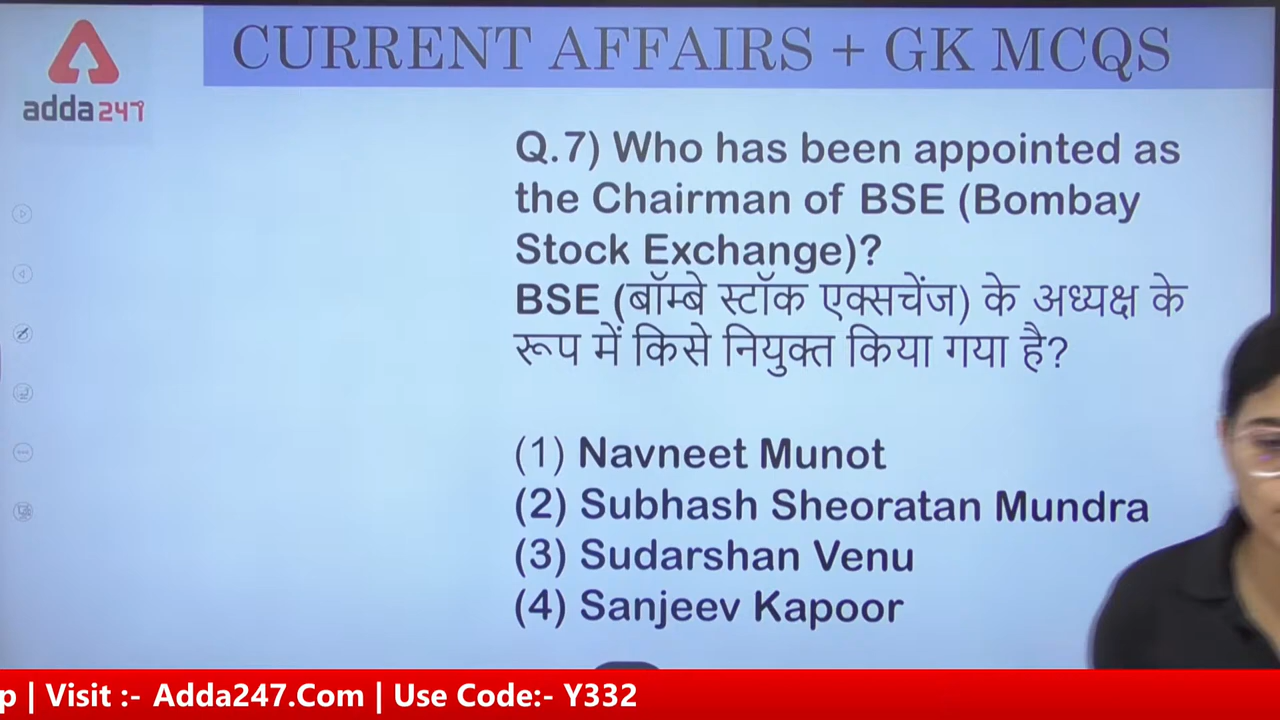 CURRENT AFFAIRS + GK MCQS
adda247
Q.7) Who has been appointed as
the Chairman of BSE (Bombay
Stock Exchange)?
BSE (बॉम्बे स्टॉक एक्सचेंज) के अध्यक्ष के
रूप में किसे नियुक्त किया गया है?
(1) Navneet Munot
(2) Subhash Sheoratan Mundra
(3) Sudarshan Venu
(4) Sanjeev Kapoor
p | Visit :- Adda247.Com | Use Code:- Y332